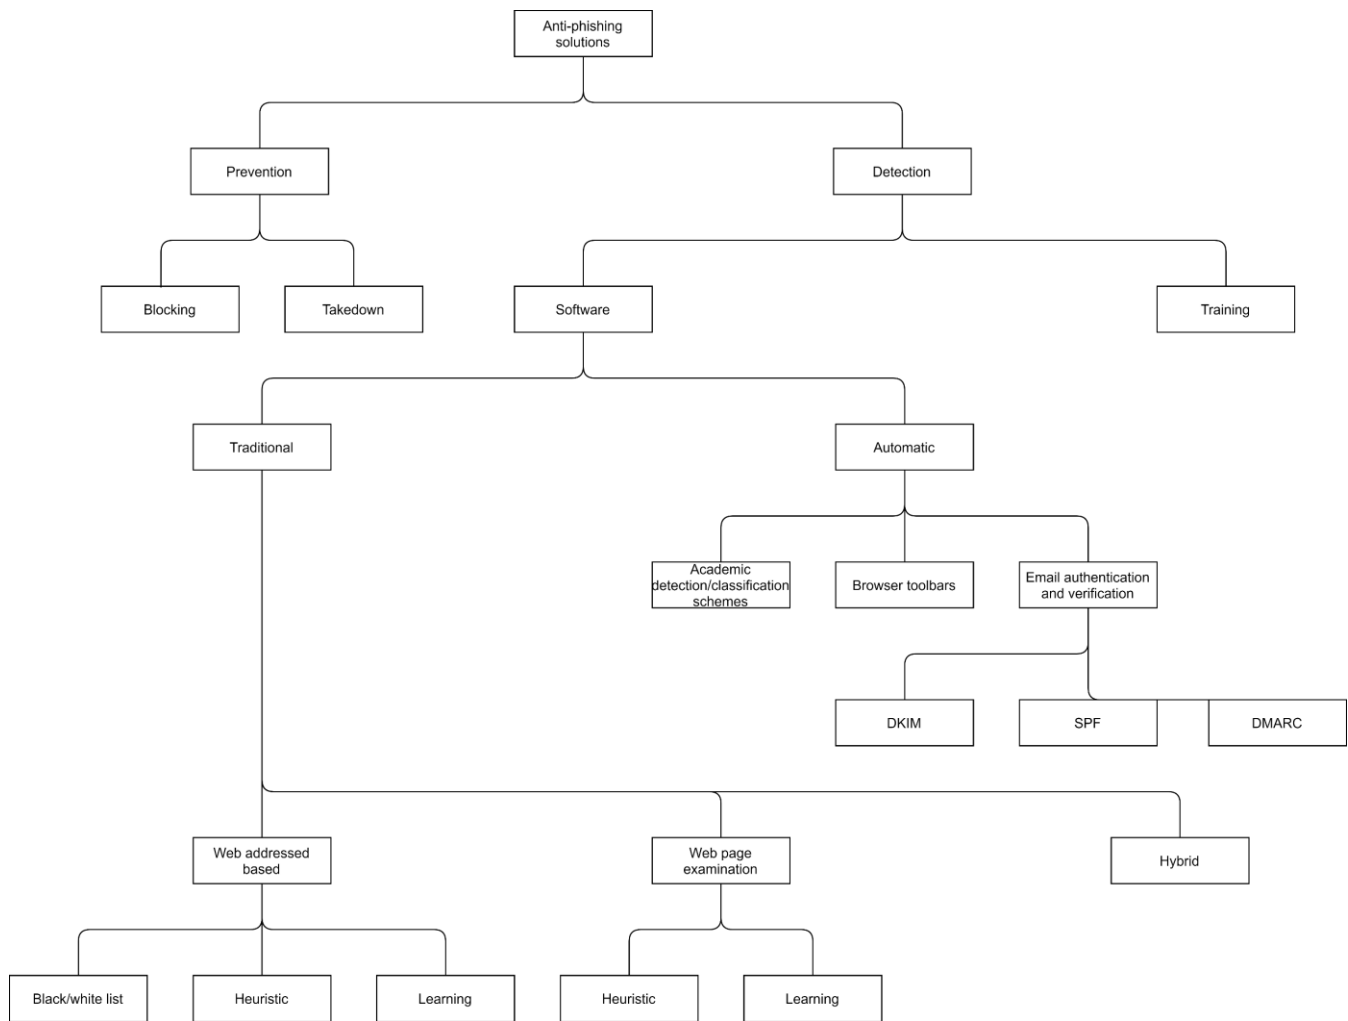 Anti-phishing
solutions
Prevention
Detection
Blocking
Takedown
Software
Training
Traditional
Automatic
Academic
detection/classification
schemes
Browser toolbars
Email authentication
and verification
DKIM
SPF
DMARC
Web addressed
based
Web page
examination
Hybrid
Black/white list
Heuristic
Learning
Heuristic
Learning